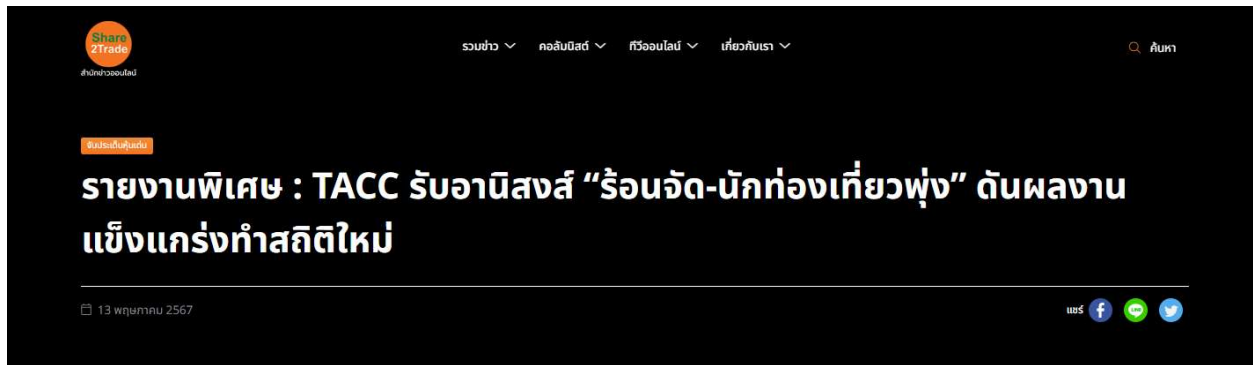 Share
2Trade
สำนักข่าวออนไลน์
รวมข่าว คอลัมนิสต์ ทีวีออนไลน์ เกี่ยวกับเรา ค้นหา
จับประเด็นหุ้นเด่น
รายงานพิเศษ : TACC รับอานิสงส์ “ร้อนจัด-นักท่องเที่ยวพุ่ง” ดันผลงาน
แข็งแกร่งทำสถิติใหม่
13 พฤษภาคม 2567 แชร์ LINE